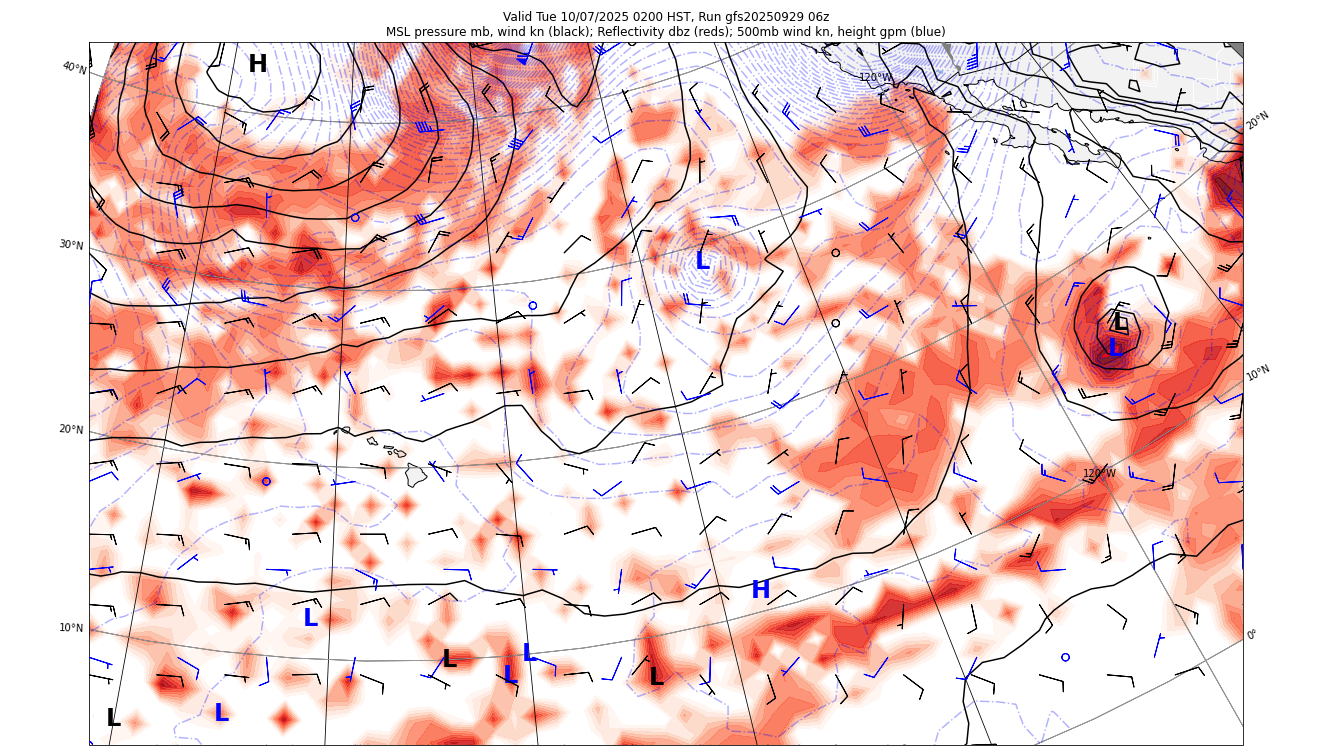 Valid Tue 10/07/2025 0200 HST, Run gfs20250929 06z
MSL pressure mb, wind kn (black); Reflectivity dbz (reds); 500mb wind kn, height gpm (blue)
H
40°N
120°W
20°N
30°N
L
L
L
10°N
20°N
120°W
H
L
10°N
0°
L
L
L
L
L
L